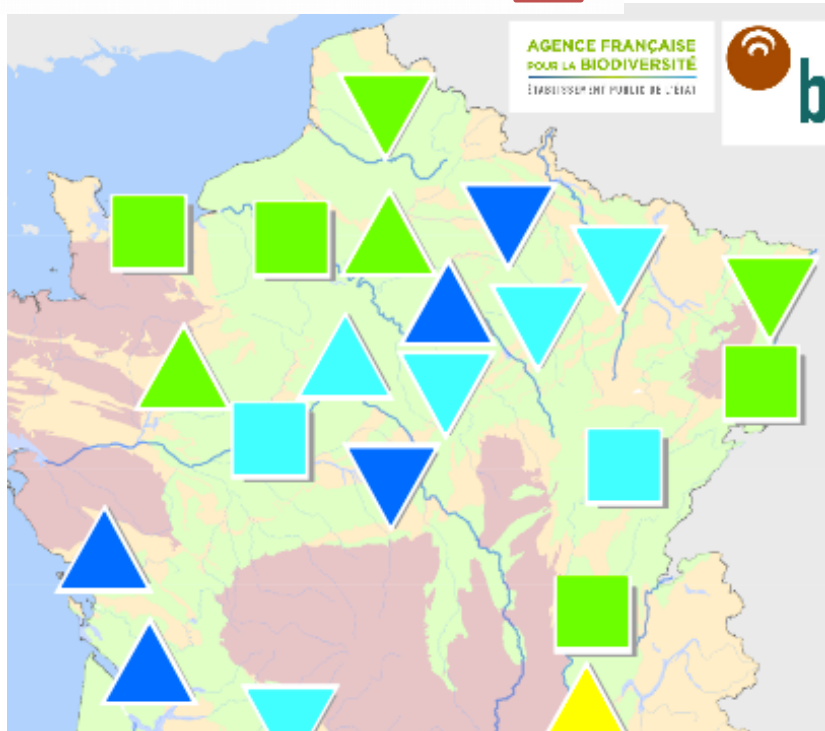 AGENCE FRANÇAISE
POUR LA BIODIVERSITÉ
ÉTABLISSEMENT PUBLIC DE L'ÉTAT
b